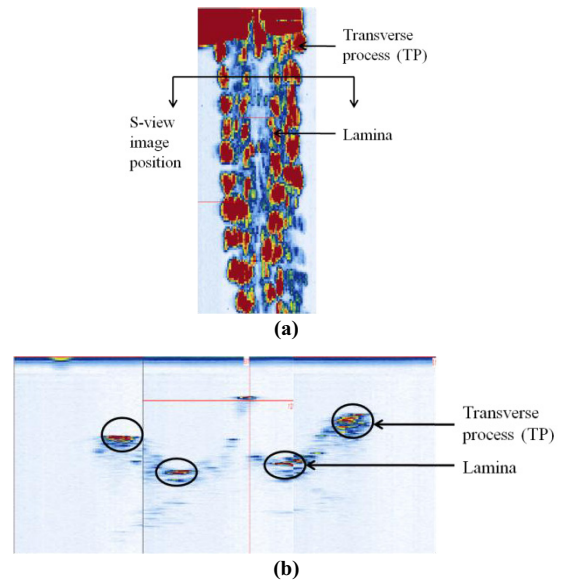 Transverse
process (TP)
S-view
image
position
Lamina
(a)
Transverse
process (TP)
Lamina
(b)